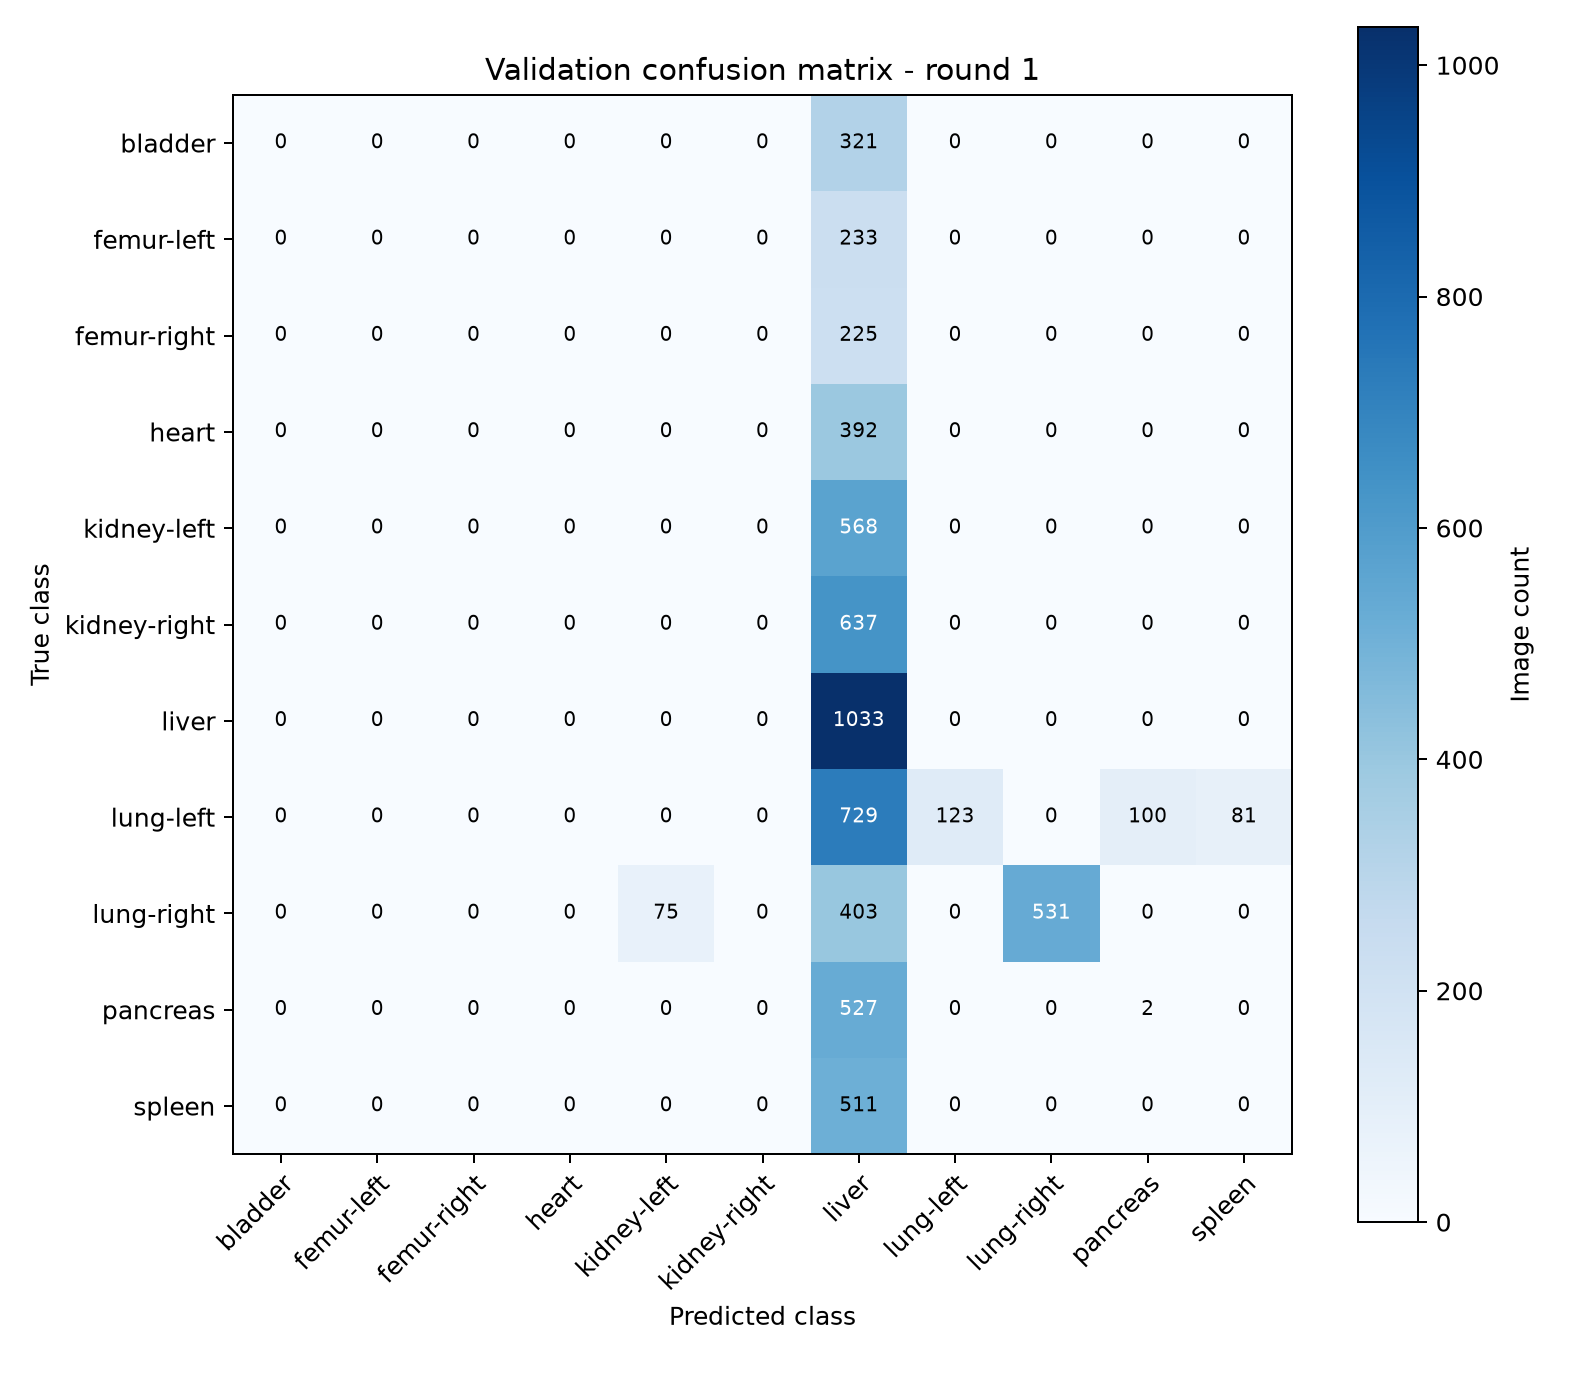 Validation confusion matrix - round 1
True class
bladder 0 0 0 0 0 0 321 0 0 0 0
femur-left 0 0 0 0 0 0 233 0 0 0 0
femur-right 0 0 0 0 0 0 225 0 0 0 0
heart 0 0 0 0 0 0 392 0 0 0 0
kidney-left 0 0 0 0 0 0 568 0 0 0 0
kidney-right 0 0 0 0 0 0 637 0 0 0 0
liver 0 0 0 0 0 0 1033 0 0 0 0
lung-left 0 0 0 0 0 0 729 123 0 100 81
lung-right 0 0 0 0 75 0 403 0 531 0 0
pancreas 0 0 0 0 0 0 527 0 0 2 0
spleen 0 0 0 0 0 0 511 0 0 0 0
bladder femur-left femur-right heart kidney-left kidney-right liver lung-left lung-right pancreas spleen
Predicted class
1000
800
600
400
200
0
Image count